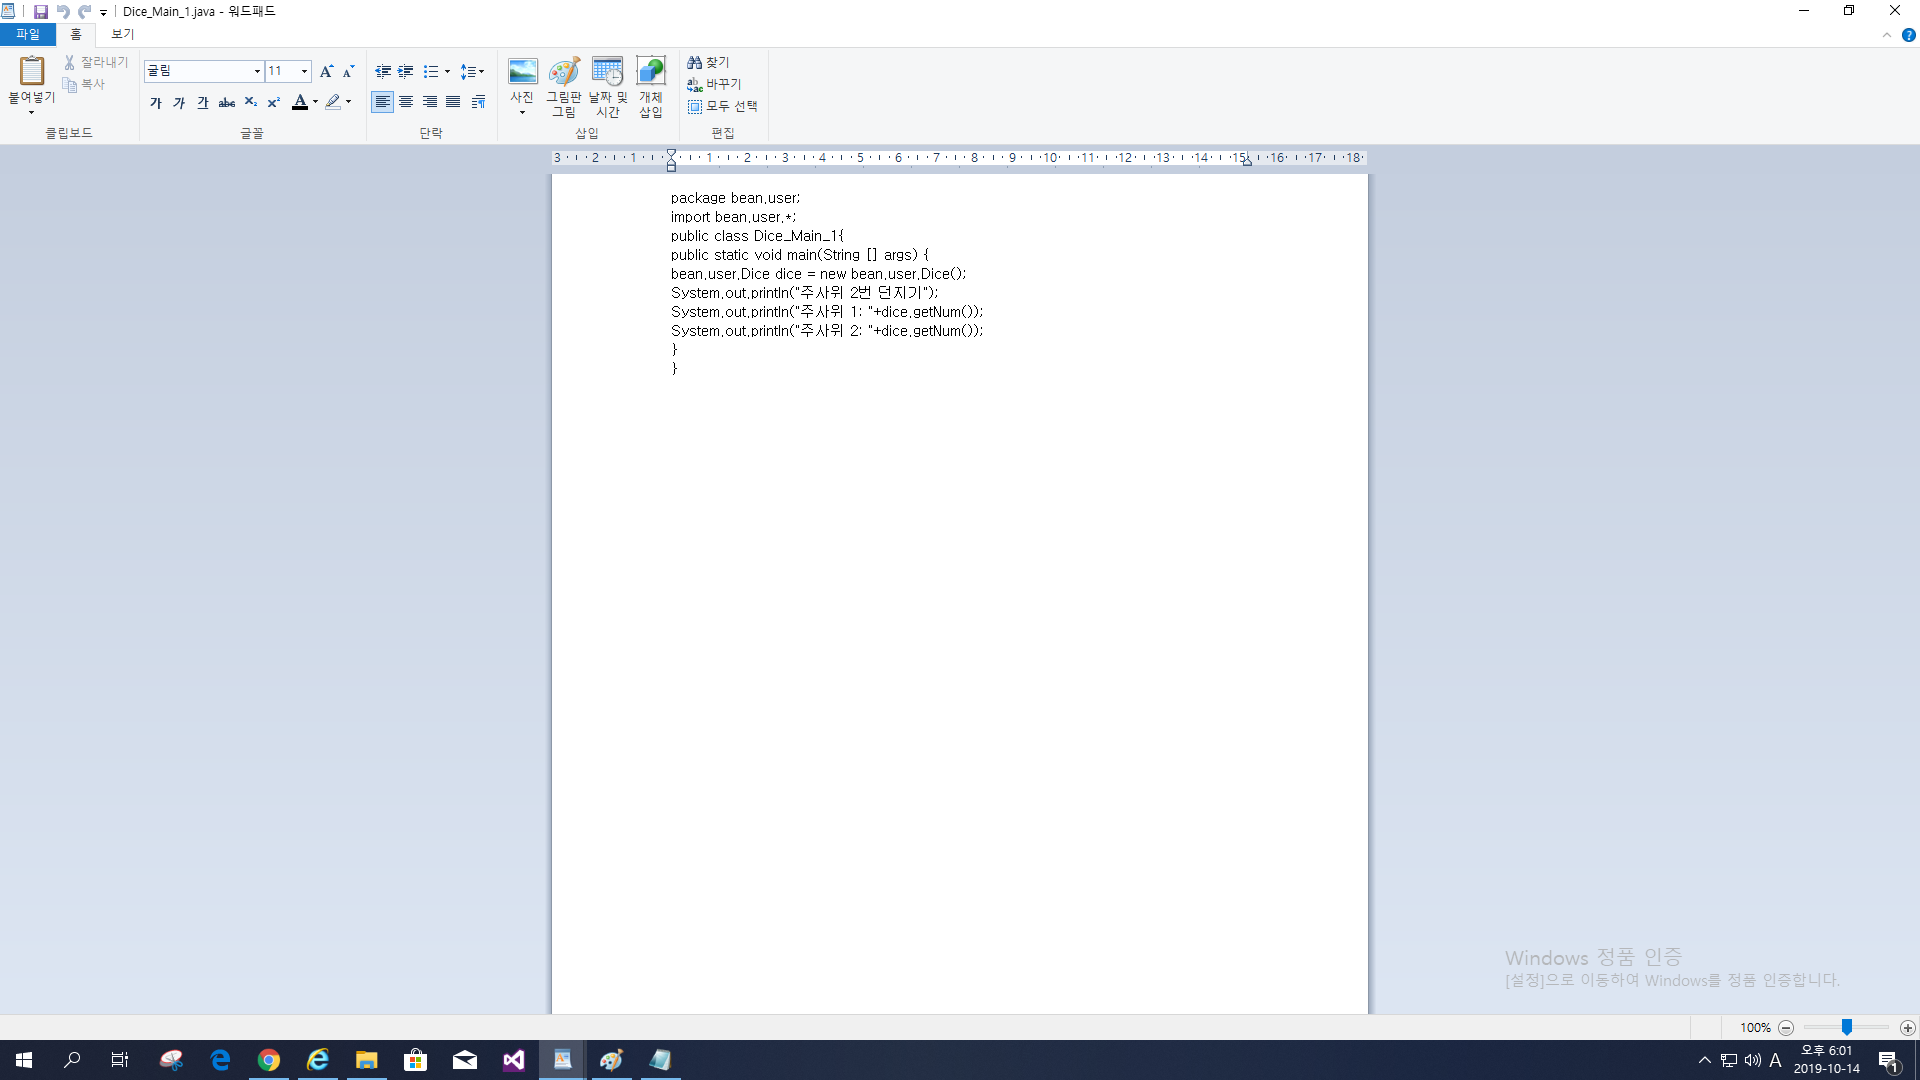 Dice_Main_1.java - 워드패드
파일 홈 보기
붙여넣기
잘라내기
복사
클립보드
굴림 11
가 가 간 abc X₂ X² A
글꼴
단락
사진
그림판 그림
날짜 및 시간
개체 삽입
삽입
찾기
바꾸기
모두 선택
편집
3 2 1 1 2 3 4 5 6 7 8 9 10 11 12 13 14 15 16 17 18
package bean.user;
import bean.user.*;
public class Dice_Main_1{
public static void main(String [] args) {
bean.user.Dice dice = new bean.user.Dice();
System.out.println("주사위 2번 던지기");
System.out.println("주사위 1: "+dice.getNum());
System.out.println("주사위 2: "+dice.getNum());
}
}
Windows 정품 인증
[설정]으로 이동하여 Windows를 정품 인증합니다.
100%
A
오후 6:01
2019-10-14
1